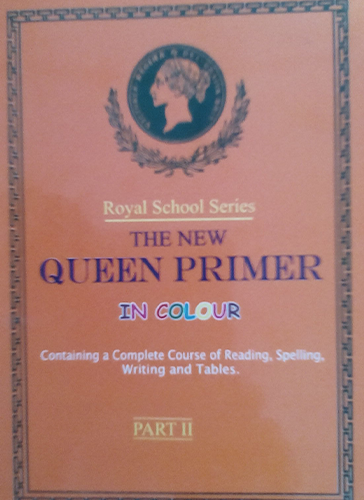 Royal School Series
THE NEW
QUEEN PRIMER
IN COLOUR
Containing a Complete Course of Reading, Spelling,
Writing and Tables.
PART II